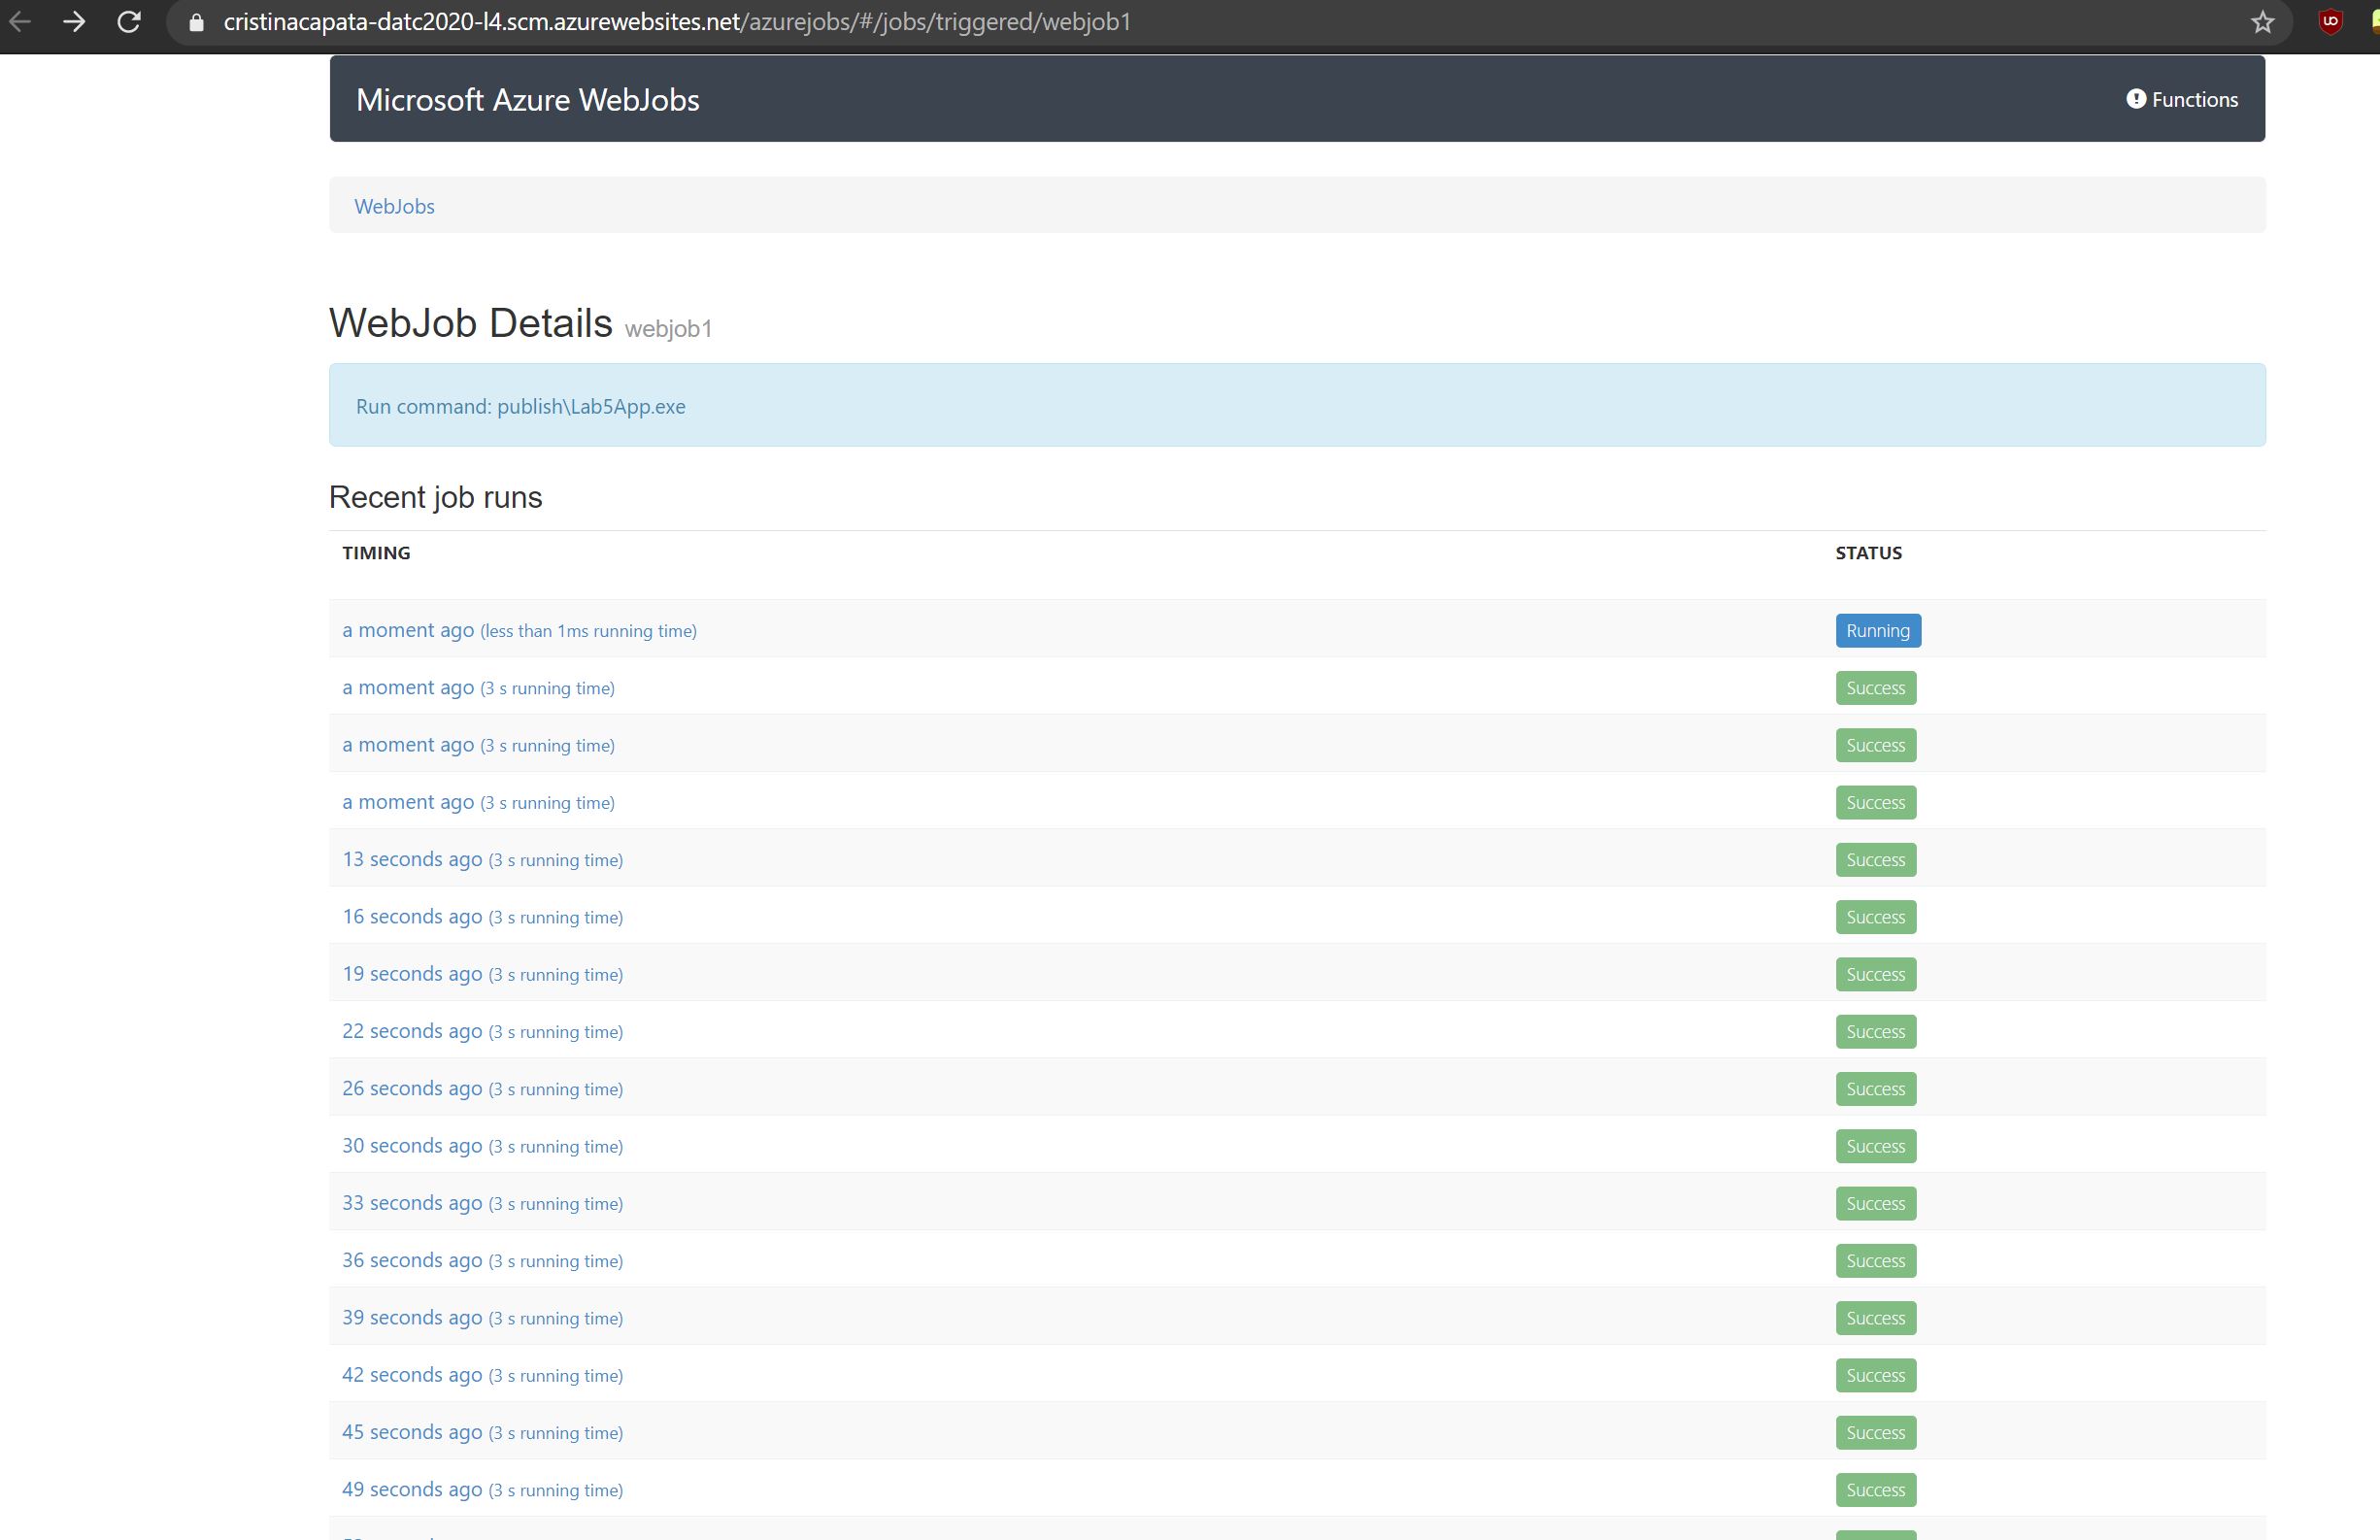 cristinacapata-datc2020-l4.scm.azurewebsites.net/azurejobs/#/jobs/triggered/webjob1
Microsoft Azure WebJobs
Functions
WebJobs
WebJob Details webjob1
Run command: publish\Lab5App.exe
Recent job runs
TIMING STATUS
a moment ago (less than 1ms running time) Running
a moment ago (3 s running time) Success
a moment ago (3 s running time) Success
a moment ago (3 s running time) Success
13 seconds ago (3 s running time) Success
16 seconds ago (3 s running time) Success
19 seconds ago (3 s running time) Success
22 seconds ago (3 s running time) Success
26 seconds ago (3 s running time) Success
30 seconds ago (3 s running time) Success
33 seconds ago (3 s running time) Success
36 seconds ago (3 s running time) Success
39 seconds ago (3 s running time) Success
42 seconds ago (3 s running time) Success
45 seconds ago (3 s running time) Success
49 seconds ago (3 s running time) Success